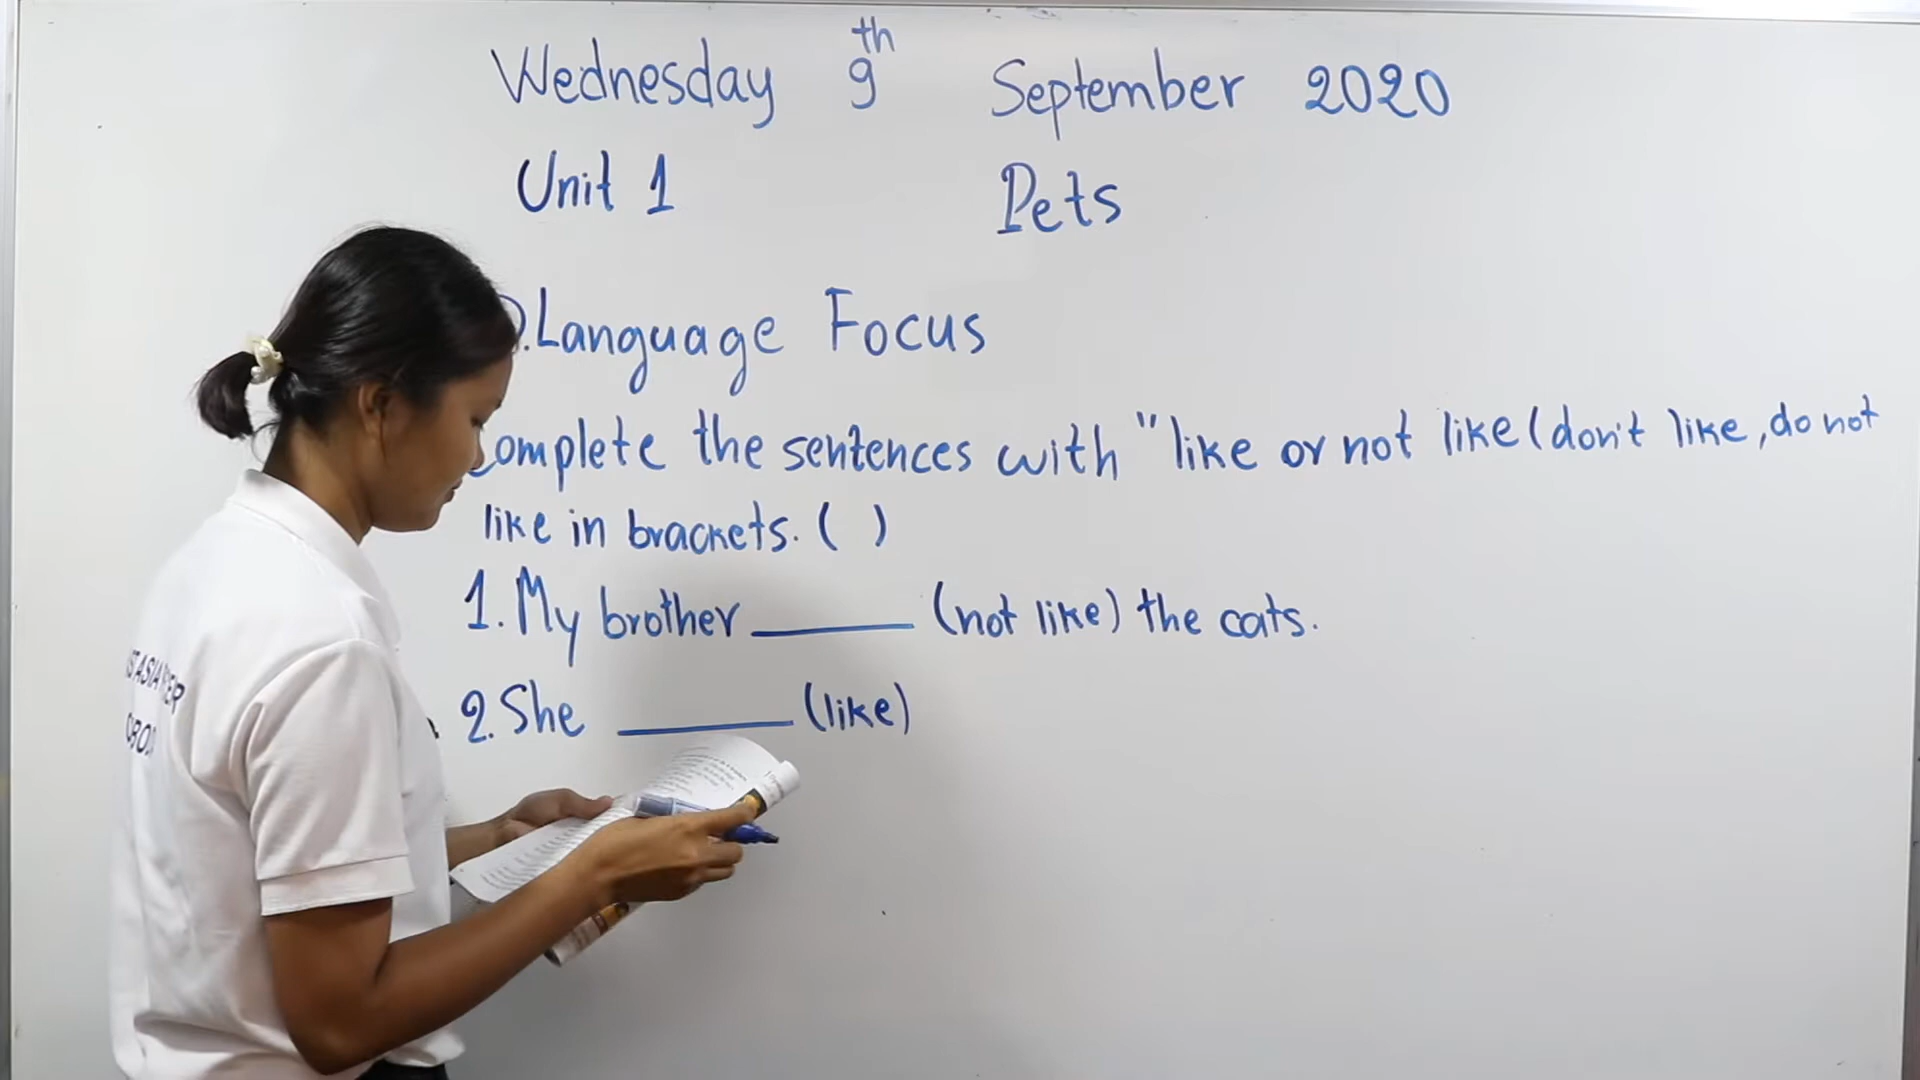 Wednesday 9th September 2020
Unit 1 Pets
.Language Focus
omplete the sentences with "like or not like (don't like, do not
like in brackets. ( )
1. My brother ______ (not like) the cats.
2. She ______ (like)